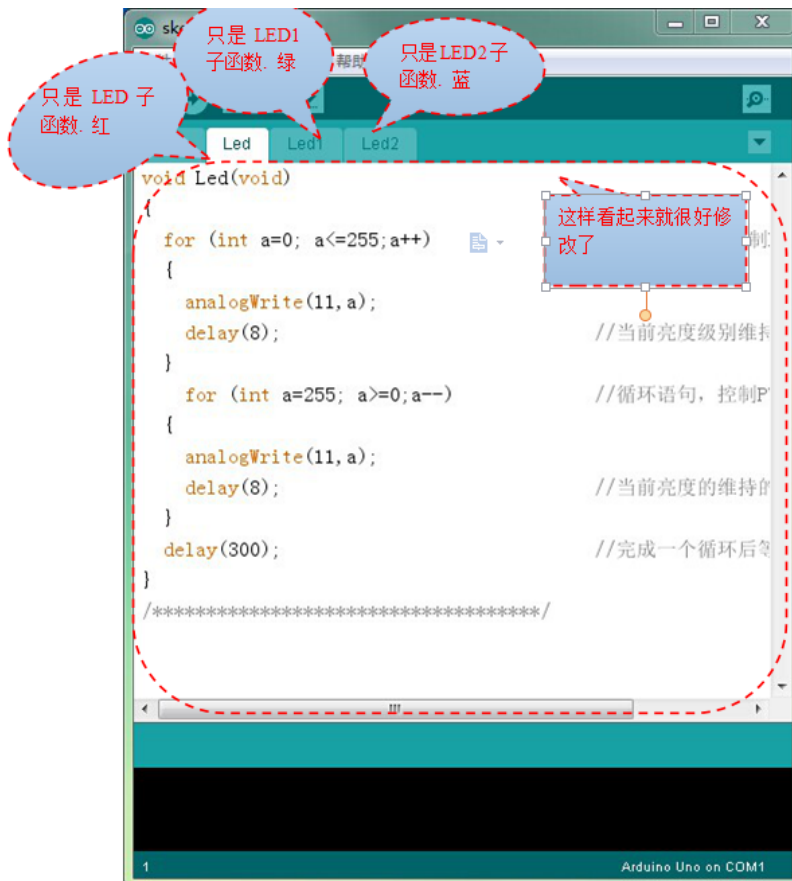 sk
只是 LED1
子函数. 绿
只是LED2子
函数. 蓝
帮助
只是 LED 子
函数. 红
Led
Led1
Led2
void Led(void)
{
这样看起来就很好修
改了
for (int a=0; a<=255;a++)
制
{
analogWrite(11,a);
delay(8); //当前亮度级别维持
}
for (int a=255; a>=0;a--) //循环语句，控制P
{
analogWrite(11,a);
delay(8); //当前亮度的维持的
}
delay(300); //完成一个循环后等
}
/************************************/
1
Arduino Uno on COM1